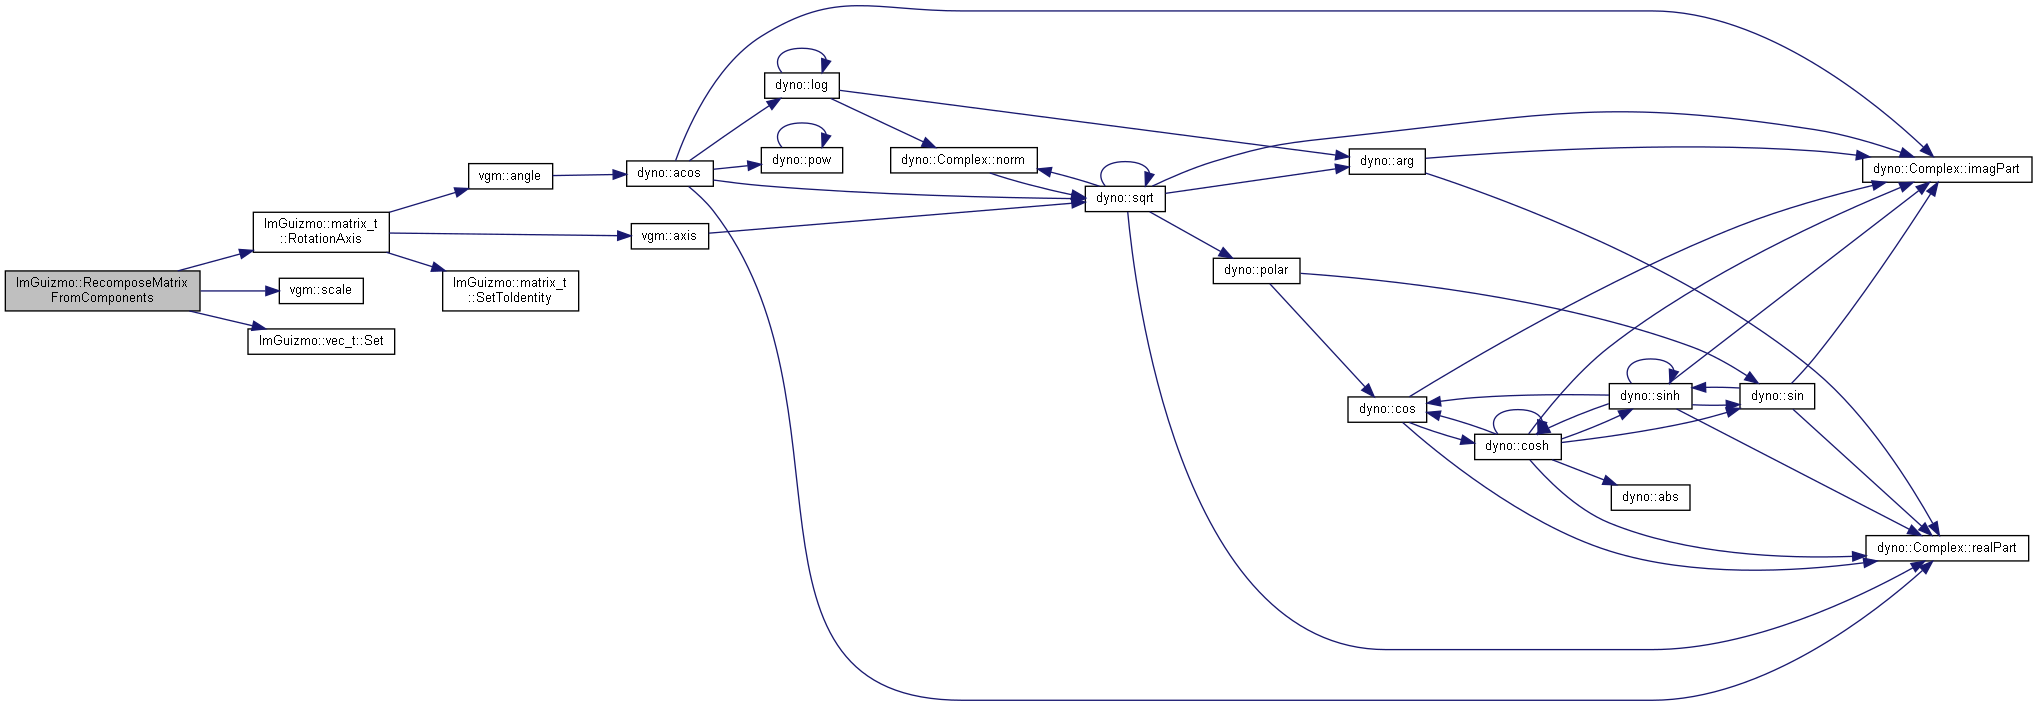 ImGuizmo::RecomposeMatrix
FromComponents
ImGuizmo::matrix_t
::RotationAxis
vgm::scale
ImGuizmo::vec_t::Set
vgm::angle
ImGuizmo::matrix_t
::SetToIdentity
dyno::acos
vgm::axis
dyno::log
dyno::pow
dyno::Complex::norm
dyno::sqrt
dyno::polar
dyno::arg
dyno::cos
dyno::cosh
dyno::sinh
dyno::abs
dyno::sin
dyno::Complex::imagPart
dyno::Complex::realPart